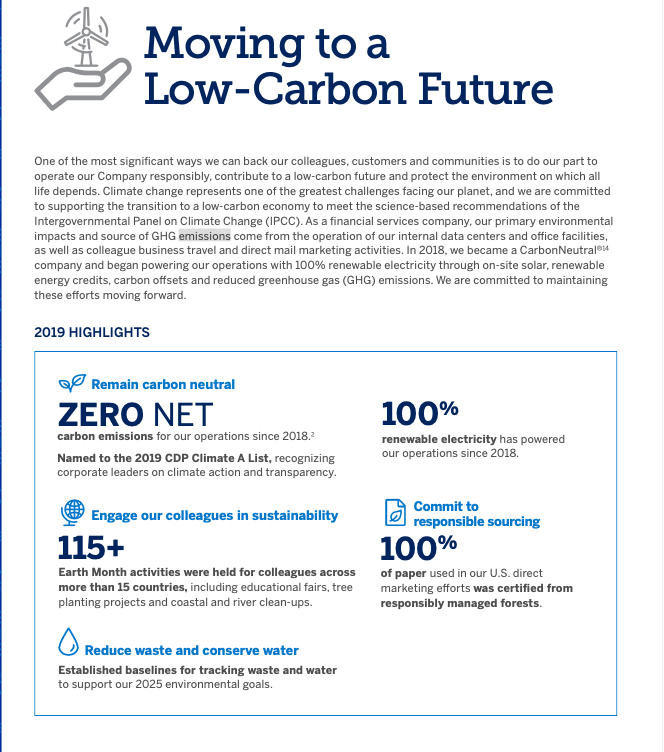 Moving to a
Low-Carbon Future
One of the most significant ways we can back our colleagues, customers and communities is to do our part to
operate our Company responsibly, contribute to a low-carbon future and protect the environment on which all
life depends. Climate change represents one of the greatest challenges facing our planet, and we are committed
to supporting the transition to a low-carbon economy to meet the science-based recommendations of the
Intergovernmental Panel on Climate Change (IPCC). As a financial services company, our primary environmental
impacts and source of GHG emissions come from the operation of our internal data centers and office facilities,
as well as colleague business travel and direct mail marketing activities. In 2018, we became a CarbonNeutral®¹⁴
company and began powering our operations with 100% renewable electricity through on-site solar, renewable
energy credits, carbon offsets and reduced greenhouse gas (GHG) emissions. We are committed to maintaining
these efforts moving forward.
2019 HIGHLIGHTS
Remain carbon neutral
ZERO NET
carbon emissions for our operations since 2018.²
Named to the 2019 CDP Climate A List, recognizing
corporate leaders on climate action and transparency.
100%
renewable electricity has powered
our operations since 2018.
Engage our colleagues in sustainability
115+
Earth Month activities were held for colleagues across
more than 15 countries, including educational fairs, tree
planting projects and coastal and river clean-ups.
Commit to
responsible sourcing
100%
of paper used in our U.S. direct
marketing efforts was certified from
responsibly managed forests.
Reduce waste and conserve water
Established baselines for tracking waste and water
to support our 2025 environmental goals.